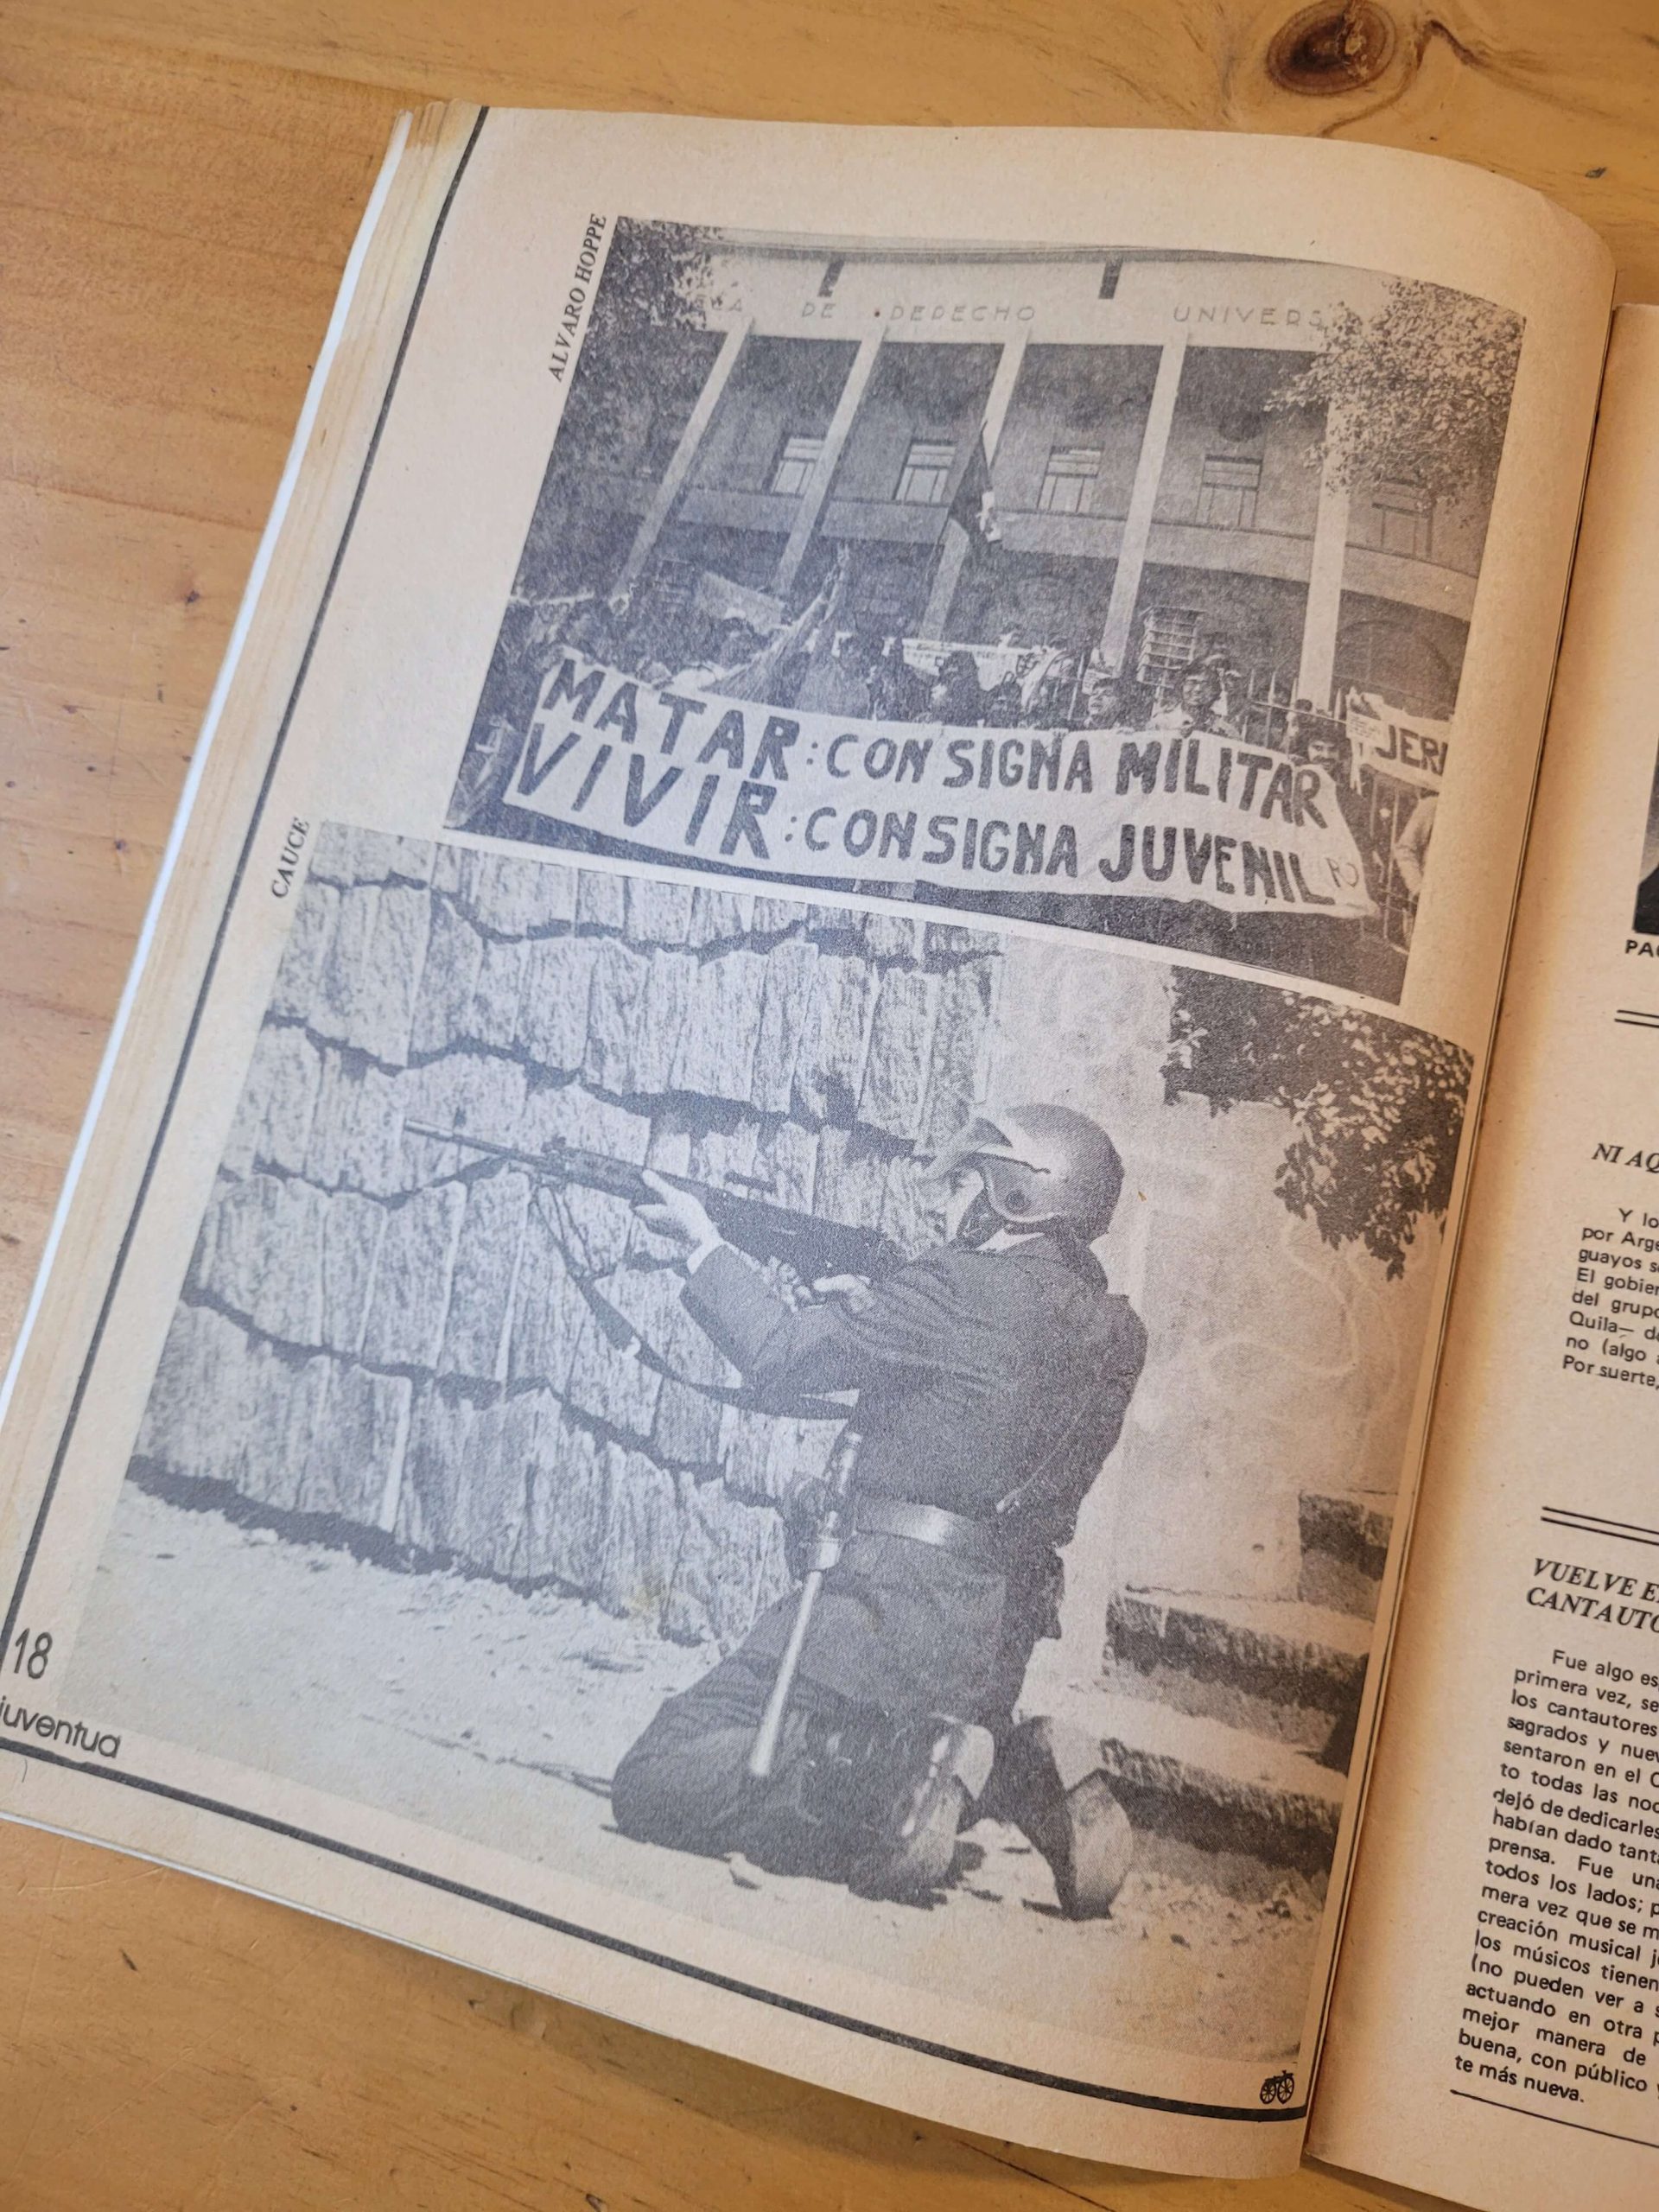 ALVARO HOPPE
DE DERECHO UNIVERS
MATAR: CONSIGNA MILITAR
VIVIR: CONSIGNA JUVENIL
JER
CAUCE
18
juventud
PA
NI AQ
Y lo
por Arge
guayos s
El gobier
del grupo
Quila— d
no (algo
Por suerte,
VUELVE E
CANTAUTO
Fue algo es
primera vez, se
los cantautores
sagrados y nuev
sentaron en el C
to todas las noc
dejó de dedicarles
habían dado tant
prensa. Fue una
todos los lados; p
mera vez que se m
creación musical j
los músicos tienen
(no pueden ver a s
actuando en otra p
mejor manera de
buena, con público
te más nueva.